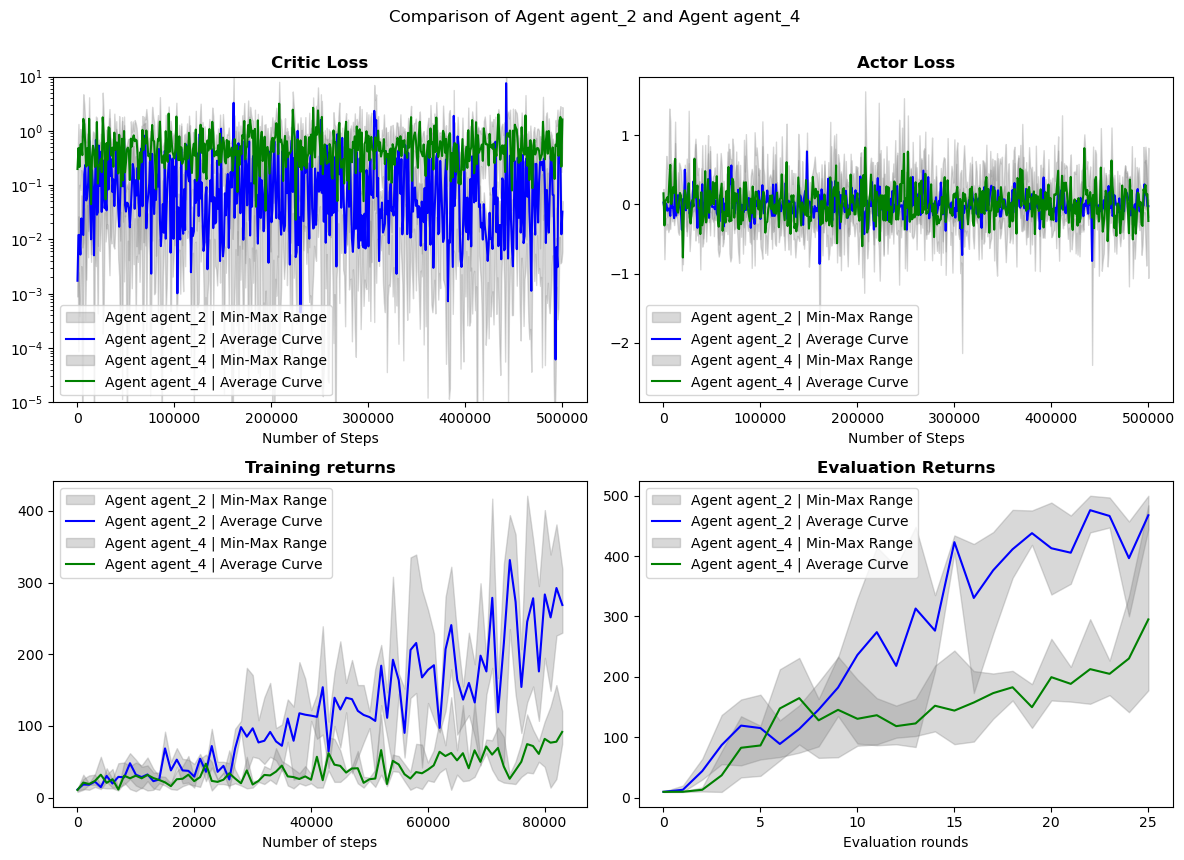 Comparison of Agent agent_2 and Agent agent_4
Critic Loss
10^1
10^0
10^-1
10^-2
10^-3
10^-4
10^-5
Agent agent_2 | Min-Max Range
Agent agent_2 | Average Curve
Agent agent_4 | Min-Max Range
Agent agent_4 | Average Curve
0 100000 200000 300000 400000 500000
Number of Steps
Actor Loss
1
0
−1
−2
Agent agent_2 | Min-Max Range
Agent agent_2 | Average Curve
Agent agent_4 | Min-Max Range
Agent agent_4 | Average Curve
0 100000 200000 300000 400000 500000
Number of Steps
Training returns
Agent agent_2 | Min-Max Range
Agent agent_2 | Average Curve
Agent agent_4 | Min-Max Range
Agent agent_4 | Average Curve
400
300
200
100
0
0 20000 40000 60000 80000
Number of steps
Evaluation Returns
Agent agent_2 | Min-Max Range
Agent agent_2 | Average Curve
Agent agent_4 | Min-Max Range
Agent agent_4 | Average Curve
500
400
300
200
100
0
0 5 10 15 20 25
Evaluation rounds